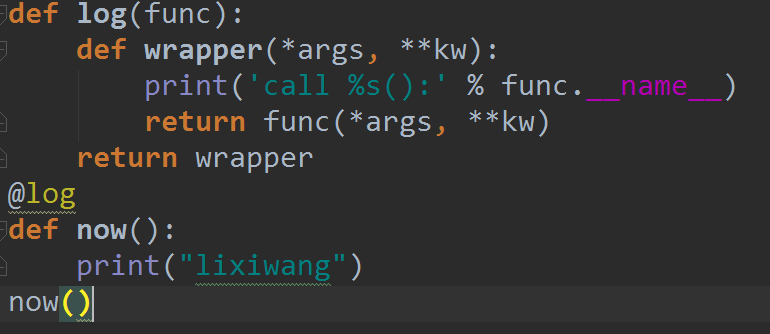 def log(func):
    def wrapper(*args, **kw):
        print('call %s():' % func.__name__)
        return func(*args, **kw)
    return wrapper
@log
def now():
    print("lixiwang")
now()